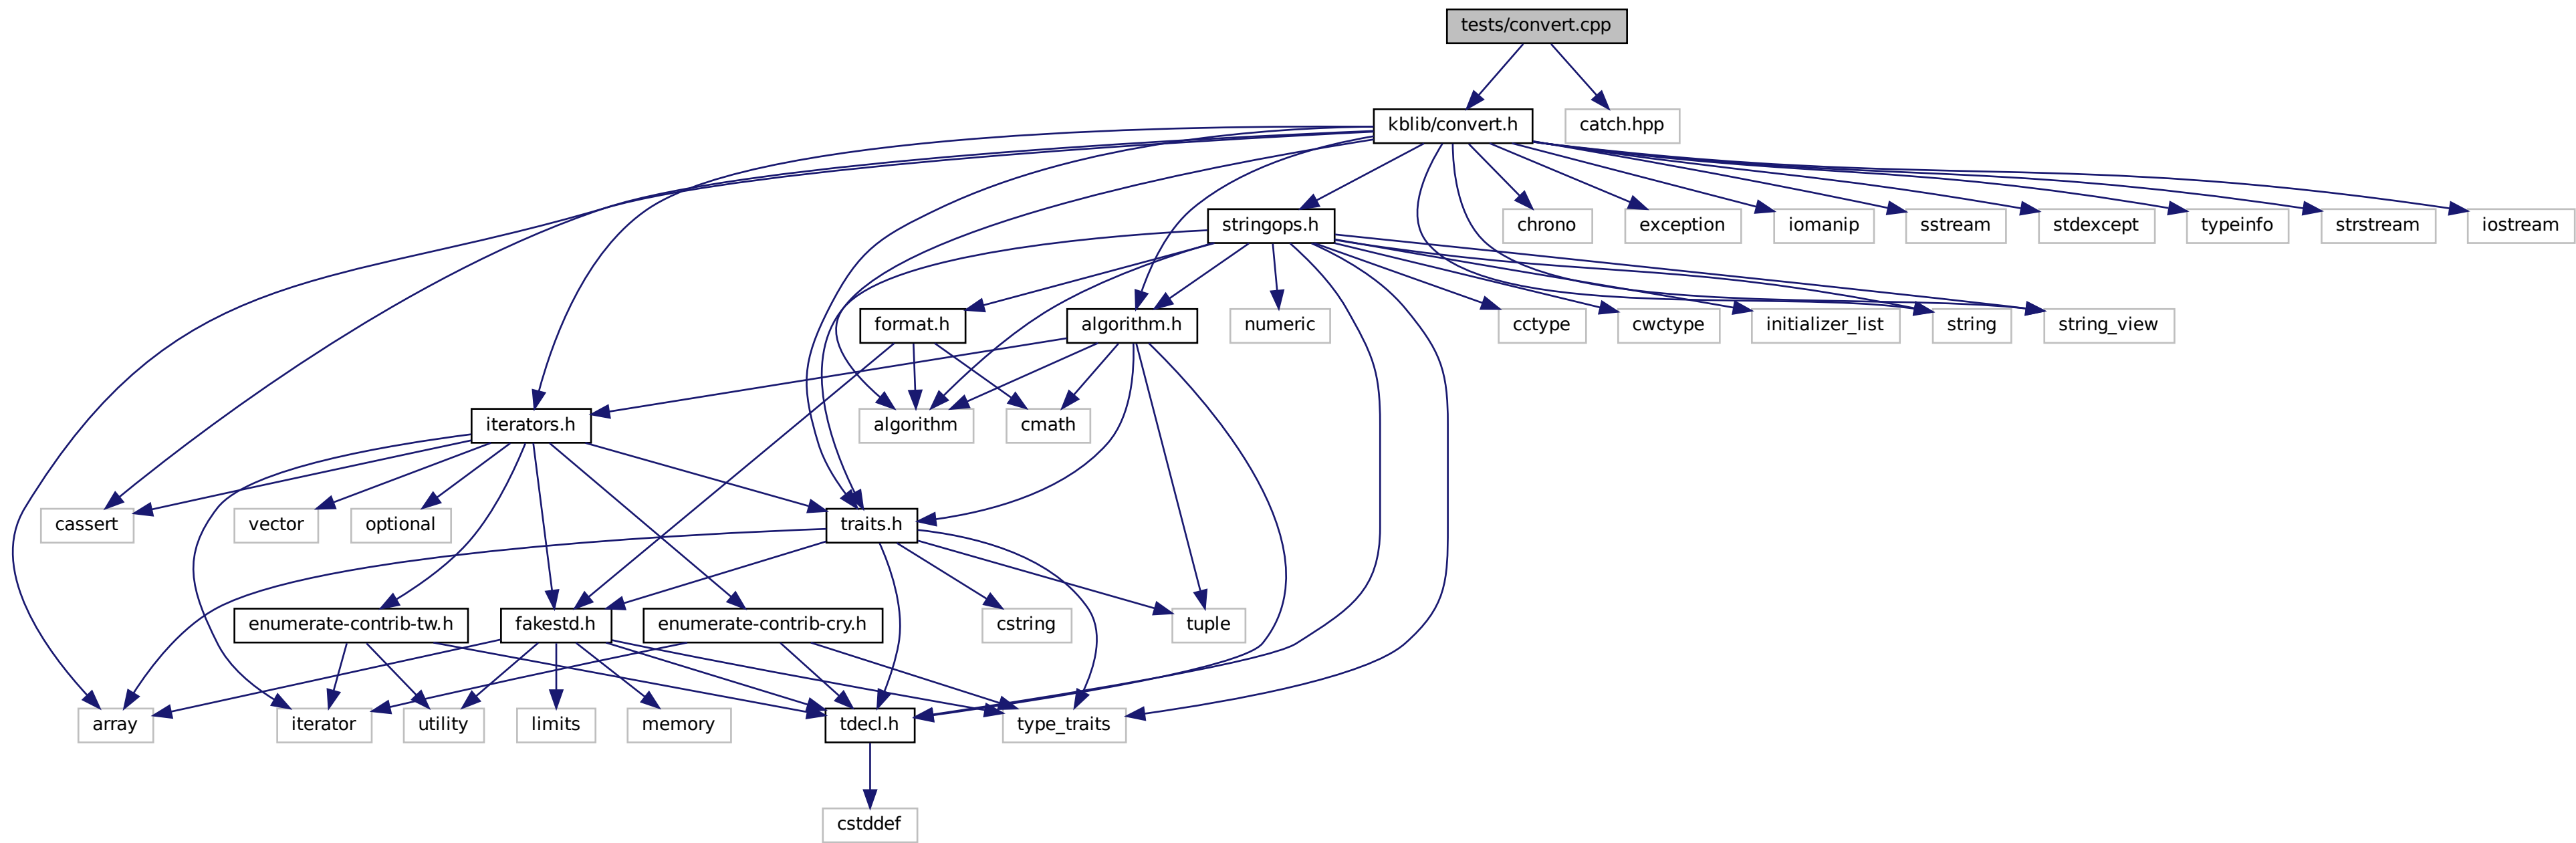 tests/convert.cpp
kblib/convert.h
catch.hpp
stringops.h
chrono
exception
iomanip
sstream
stdexcept
typeinfo
strstream
iostream
format.h
algorithm.h
numeric
cctype
cwctype
initializer_list
string
string_view
iterators.h
algorithm
cmath
cassert
vector
optional
traits.h
enumerate-contrib-tw.h
fakestd.h
enumerate-contrib-cry.h
cstring
tuple
array
iterator
utility
limits
memory
tdecl.h
type_traits
cstddef